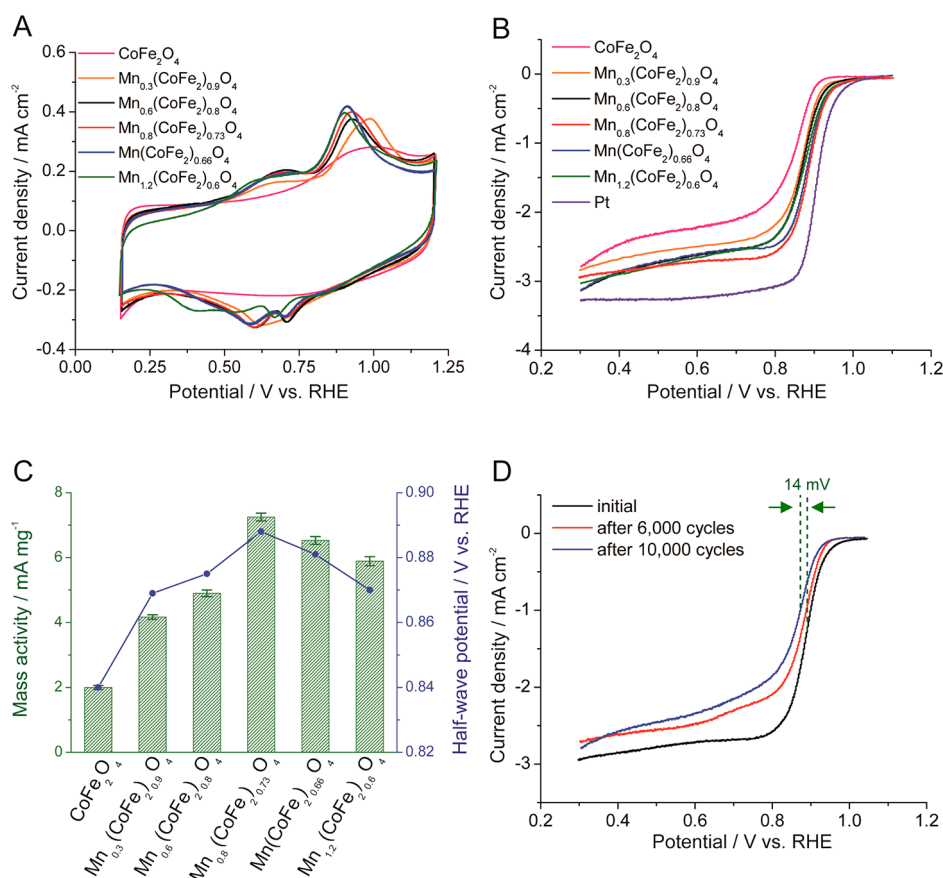 A
0.6
0.4
0.2
0.0
-0.2
-0.4
Current density / mA cm-2
CoFe2O4
Mn0.3(CoFe2)0.9O4
Mn0.6(CoFe2)0.8O4
Mn0.8(CoFe2)0.73O4
Mn(CoFe2)0.66O4
Mn1.2(CoFe2)0.6O4
0.00 0.25 0.50 0.75 1.00 1.25
Potential / V vs. RHE
B
0
-1
-2
-3
-4
Current density / mA cm-2
CoFe2O4
Mn0.3(CoFe2)0.9O4
Mn0.6(CoFe2)0.8O4
Mn0.8(CoFe2)0.73O4
Mn(CoFe2)0.66O4
Mn1.2(CoFe2)0.6O4
Pt
0.2 0.4 0.6 0.8 1.0 1.2
Potential / V vs. RHE
C
8
6
4
2
0
Mass activity / mA mg-1
0.90
0.88
0.86
0.84
0.82
Half-wave potential / V vs. RHE
CoFe2O4
Mn0.3(CoFe2)0.9O4
Mn0.6(CoFe2)0.8O4
Mn0.8(CoFe2)0.73O4
Mn(CoFe2)0.66O4
Mn1.2(CoFe2)0.6O4
D
14 mV
initial
after 6,000 cycles
after 10,000 cycles
0
-1
-2
-3
Current density / mA cm-2
0.2 0.4 0.6 0.8 1.0 1.2
Potential / V vs. RHE